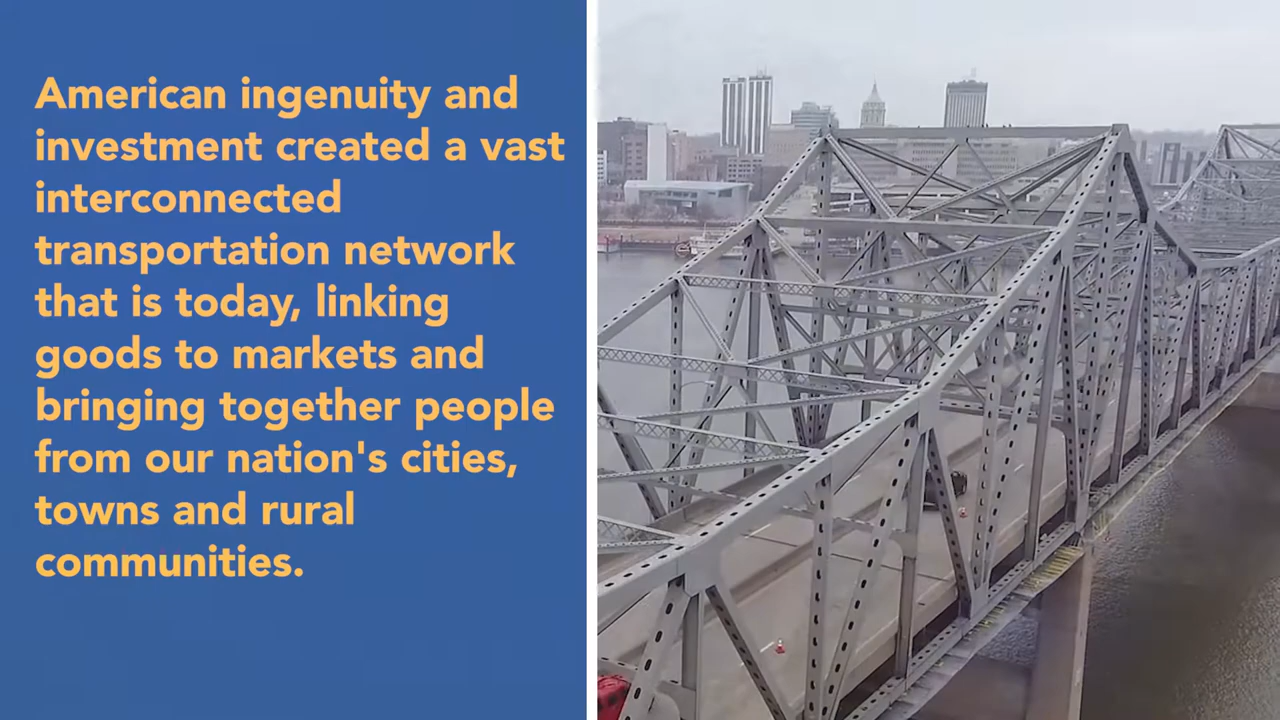 American ingenuity and
investment created a vast
interconnected
transportation network
that is today, linking
goods to markets and
bringing together people
from our nation's cities,
towns and rural
communities.